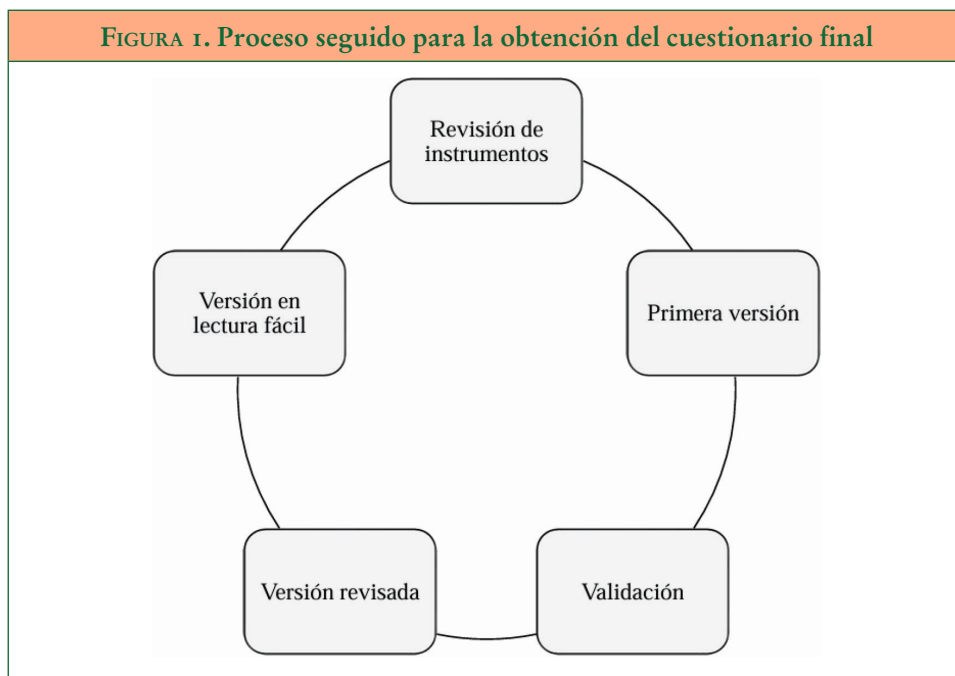 FIGURA 1. Proceso seguido para la obtención del cuestionario final
Revisión de
instrumentos
Primera versión
Validación
Versión revisada
Versión en
lectura fácil